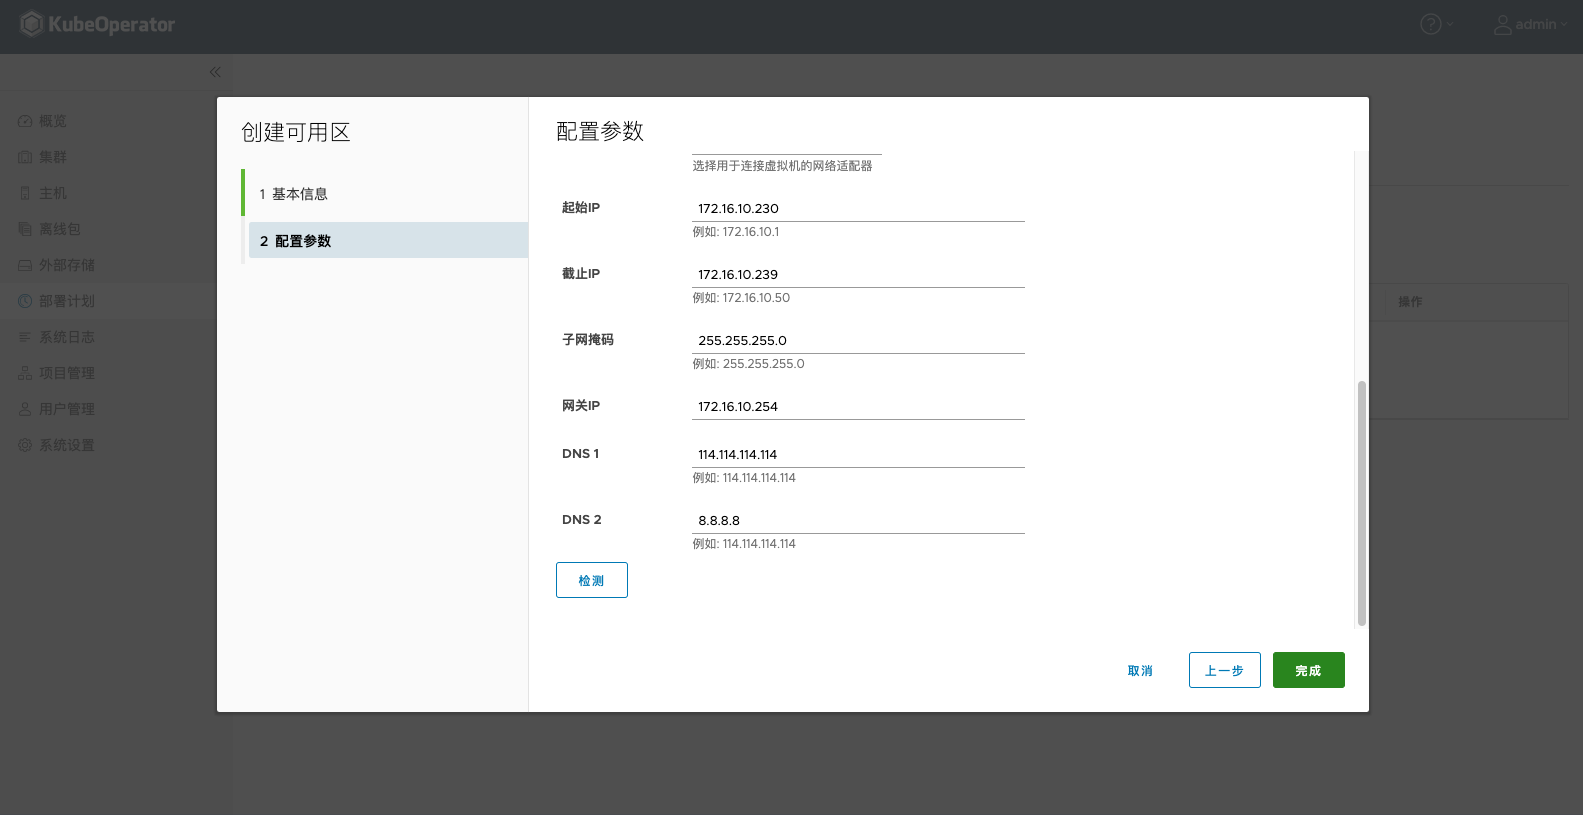 KubeOperator
admin
概览
集群
主机
离线包
外部存储
部署计划
系统日志
项目管理
用户管理
系统设置
操作
创建可用区
1 基本信息
2 配置参数
配置参数
选择用于连接虚拟机的网络适配器
起始IP
172.16.10.230
例如: 172.16.10.1
截止IP
172.16.10.239
例如: 172.16.10.50
子网掩码
255.255.255.0
例如: 255.255.255.0
网关IP
172.16.10.254
DNS 1
114.114.114.114
例如: 114.114.114.114
DNS 2
8.8.8.8
例如: 114.114.114.114
检测
取消
上一步
完成